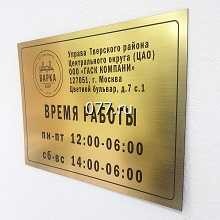 ВАРКА
Управа Тверского района
Центрального округа (ЦАО)
ООО "ГАСК КОМПАНИ"
127051, г. Москва
Цветной бульвар, д.7 с.1
ВРЕМЯ РАБОТЫ
пн-пт 12:00-06:00
сб-вс 14:00-06:00
077.ru